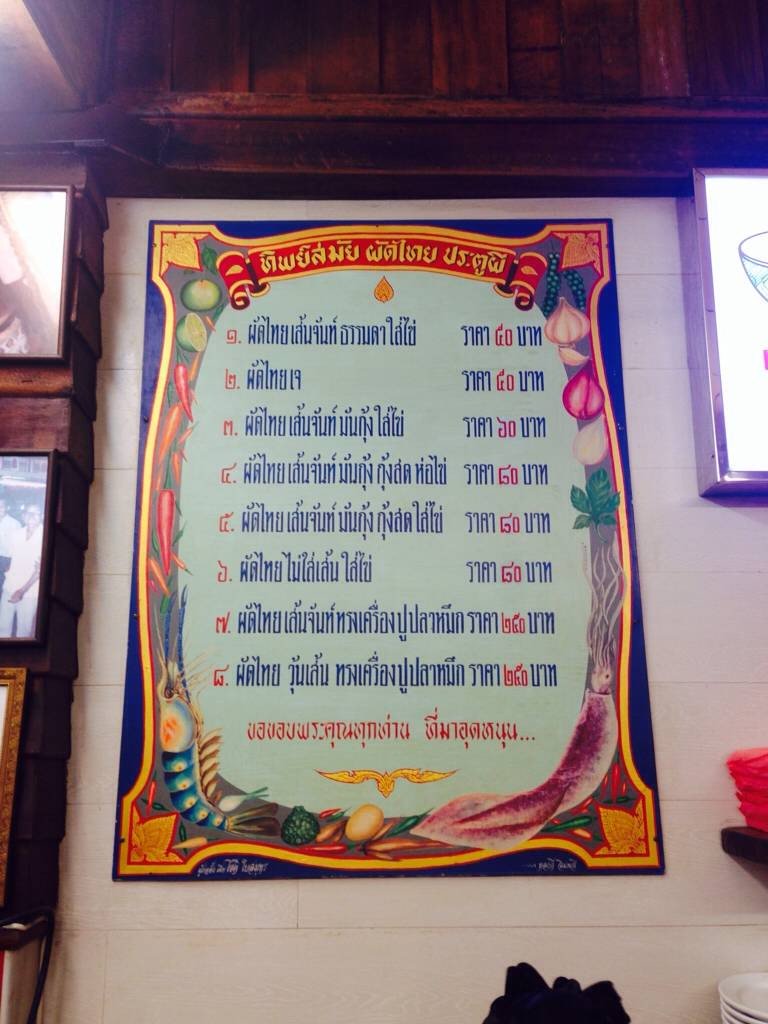 ทิพย์สมัย ผัดไทย ประตูผี
๑. ผัดไทยเส้นจันท์ ธรรมดาใส่ไข่ ราคา ๕๐ บาท
๒. ผัดไทย เจ ราคา ๕๐ บาท
๓. ผัดไทย เส้นจันท์ มันกุ้ง ใส่ไข่ ราคา ๖๐ บาท
๔. ผัดไทย เส้นจันท์ มันกุ้ง กุ้งสด ห่อไข่ ราคา ๘๐ บาท
๕. ผัดไทย เส้นจันท์ มันกุ้ง กุ้งสด ใส่ไข่ ราคา ๘๐ บาท
๖. ผัดไทย ไม่ใส่เส้น ใส่ไข่ ราคา ๘๐ บาท
๗. ผัดไทย เส้นจันท์ ทรงเครื่อง ปู ปลาหมึก ราคา ๒๕๐ บาท
๘. ผัดไทย วุ้นเส้น ทรงเครื่อง ปู ปลาหมึก ราคา ๒๕๐ บาท
ขอขอบพระคุณทุกท่าน ที่มาอุดหนุน...